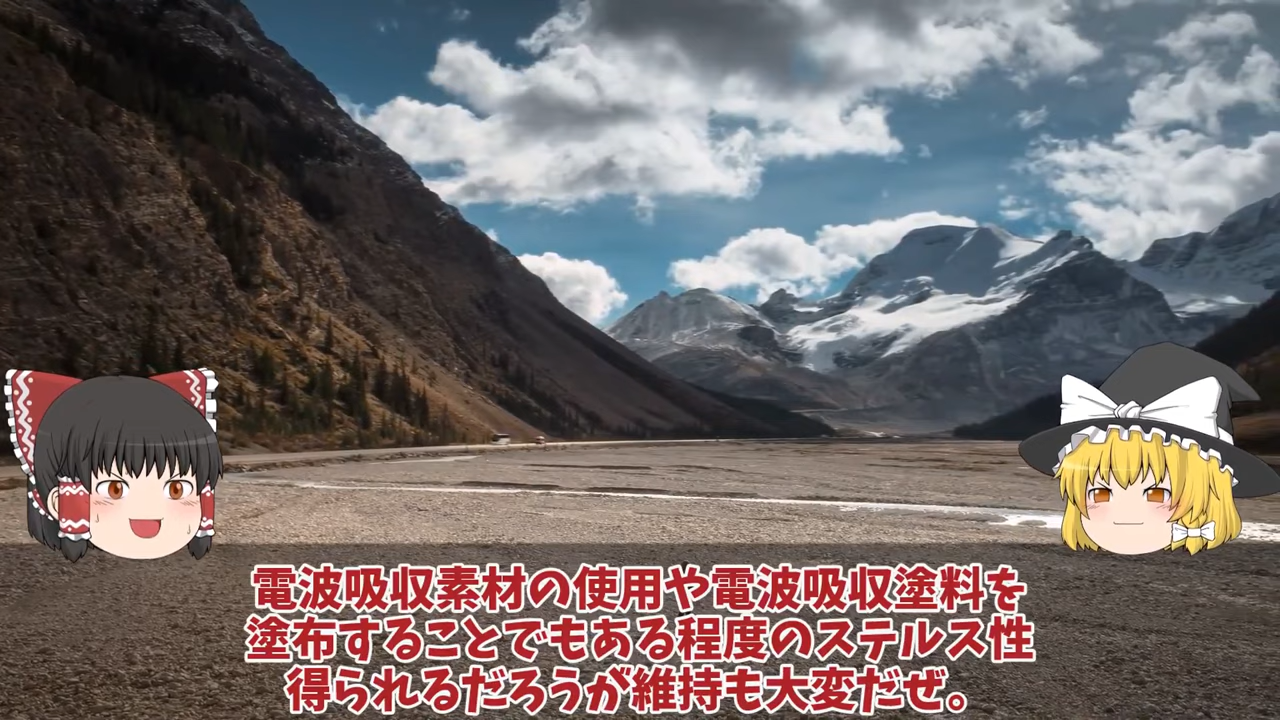 電波吸収素材の使用や電波吸収塗料を
塗布することでもある程度のステルス性
得られるだろうが維持も大変だぜ。